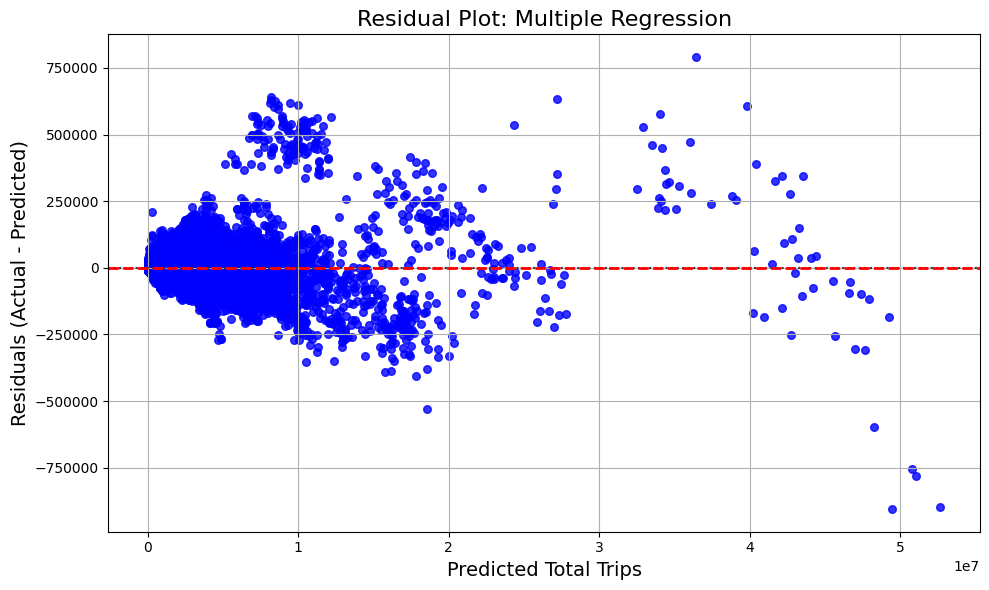 Residual Plot: Multiple Regression
Residuals (Actual - Predicted)
750000
500000
250000
0
−250000
−500000
−750000
0 1 2 3 4 5
1e7
Predicted Total Trips